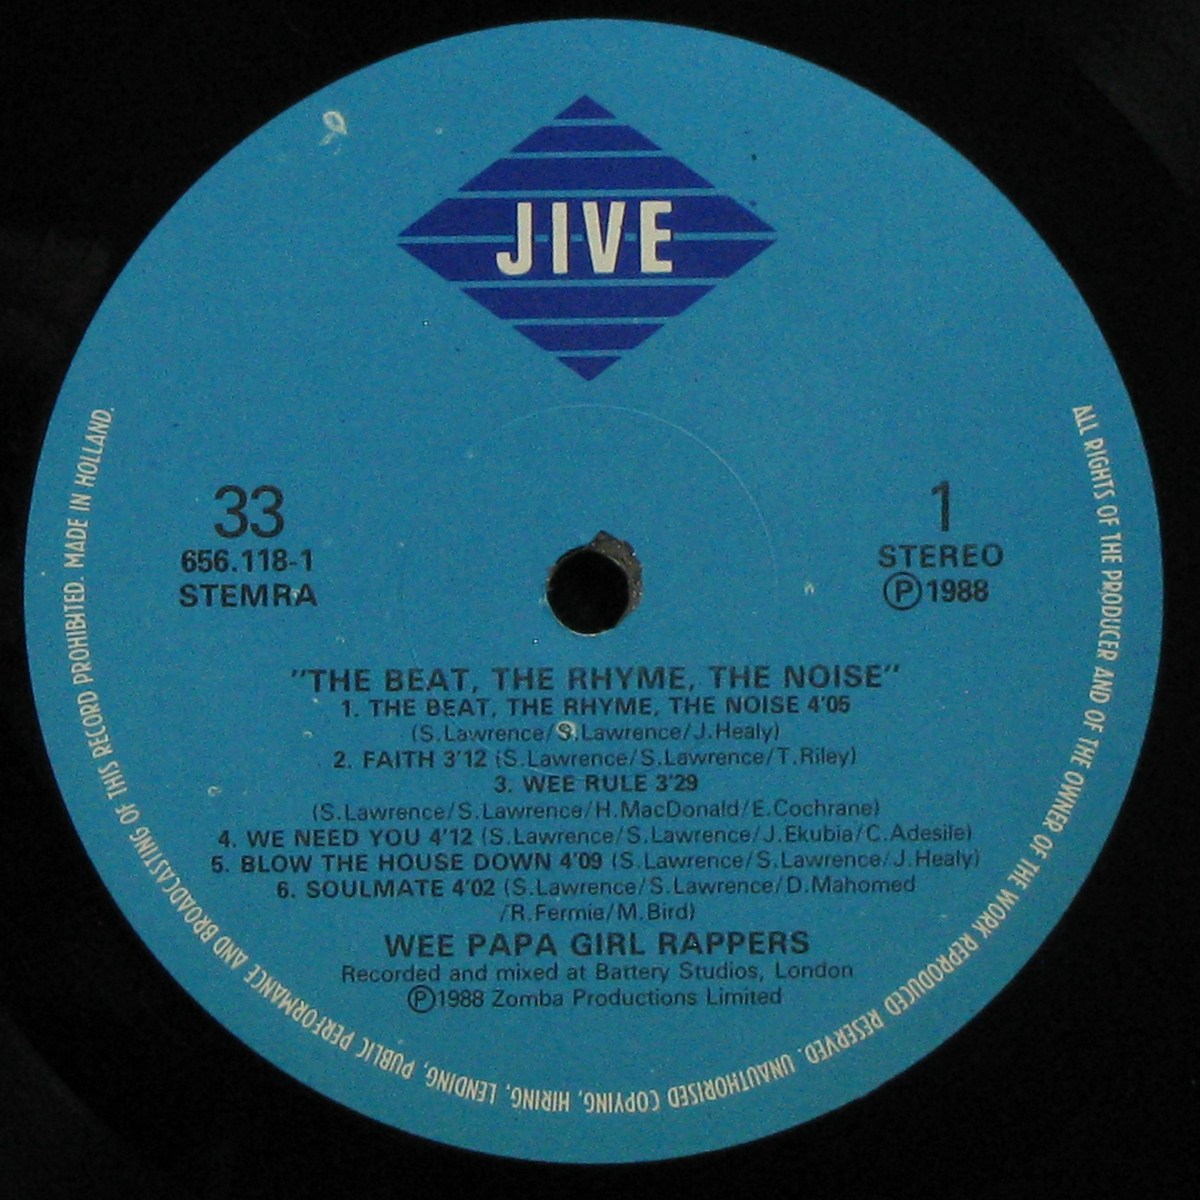 JIVE
33
656.118-1
STEMRA
1
STEREO
Ⓟ1988
"THE BEAT, THE RHYME, THE NOISE"
1. THE BEAT, THE RHYME, THE NOISE 4'05
(S.Lawrence/S.Lawrence/J.Healy)
2. FAITH 3'12 (S.Lawrence/S.Lawrence/T.Riley)
3. WEE RULE 3'29
(S.Lawrence/S.Lawrence/H.MacDonald/E.Cochrane)
4. WE NEED YOU 4'12 (S.Lawrence/S.Lawrence/J.Ekubia/C.Adesile)
5. BLOW THE HOUSE DOWN 4'09 (S.Lawrence/S.Lawrence/J.Healy)
6. SOULMATE 4'02 (S.Lawrence/S.Lawrence/D.Mahomed
/R.Fermie/M.Bird)
WEE PAPA GIRL RAPPERS
Recorded and mixed at Battery Studios, London
Ⓟ1988 Zomba Productions Limited
ALL RIGHTS OF THE PRODUCER AND OF THE OWNER OF THE WORK REPRODUCED RESERVED. UNAUTHORISED COPYING, HIRING, LENDING, PUBLIC PERFORMANCE AND BROADCASTING OF THIS RECORD PROHIBITED. MADE IN HOLLAND.